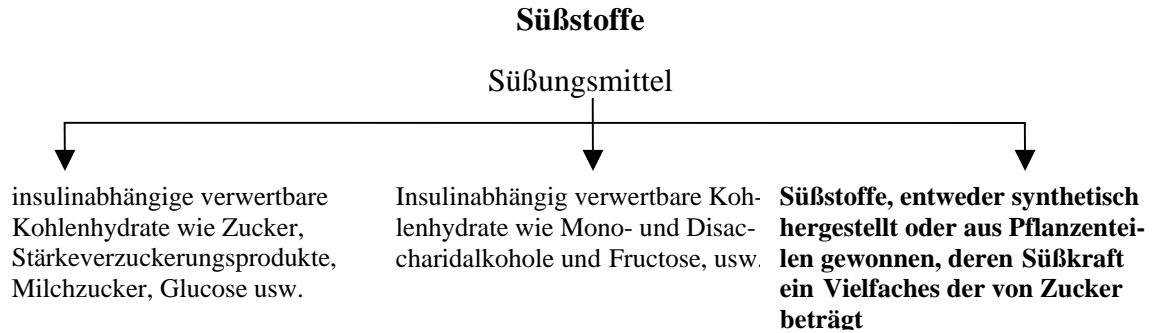 Süßstoffe
Süßungsmittel
insulinabhängige verwertbare
Kohlenhydrate wie Zucker,
Stärkeverzuckerungsprodukte,
Milchzucker, Glucose usw.
Insulinabhängig verwertbare Koh-
lenhydrate wie Mono- und Disac-
charidalkohole und Fructose, usw.
Süßstoffe, entweder synthetisch
hergestellt oder aus Pflanzentei-
len gewonnen, deren Süßkraft
ein Vielfaches der von Zucker
beträgt